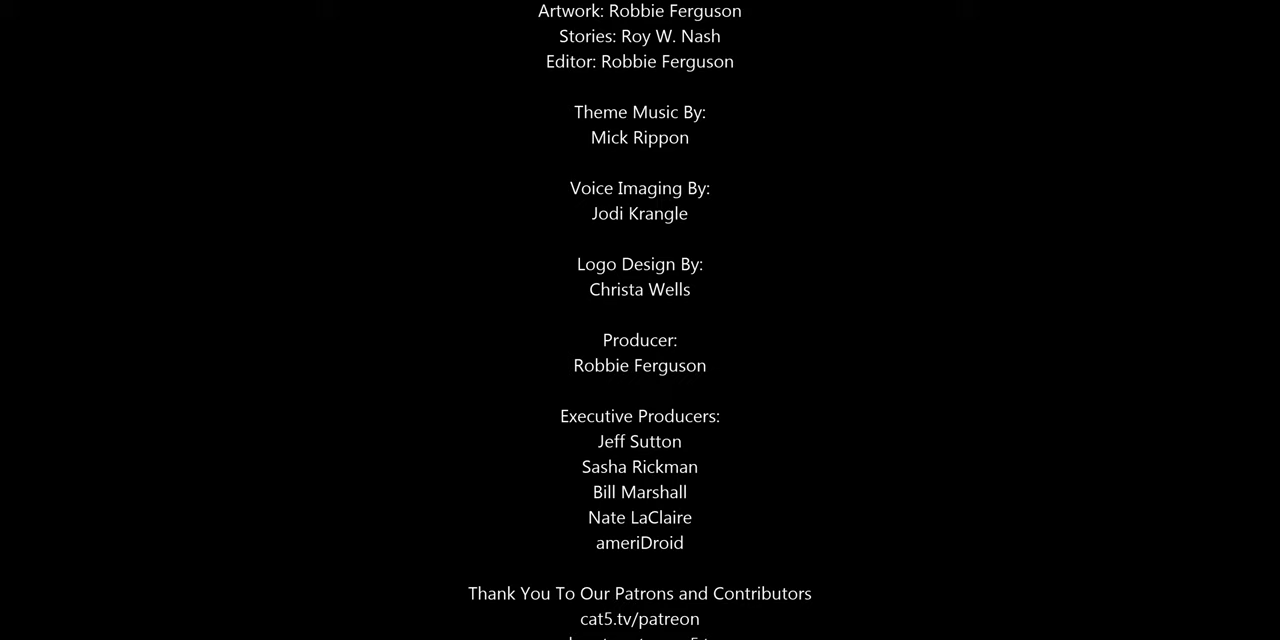 Artwork: Robbie Ferguson
Stories: Roy W. Nash
Editor: Robbie Ferguson
Theme Music By:
Mick Rippon
Voice Imaging By:
Jodi Krangle
Logo Design By:
Christa Wells
Producer:
Robbie Ferguson
Executive Producers:
Jeff Sutton
Sasha Rickman
Bill Marshall
Nate LaClaire
ameriDroid
Thank You To Our Patrons and Contributors
cat5.tv/patreon